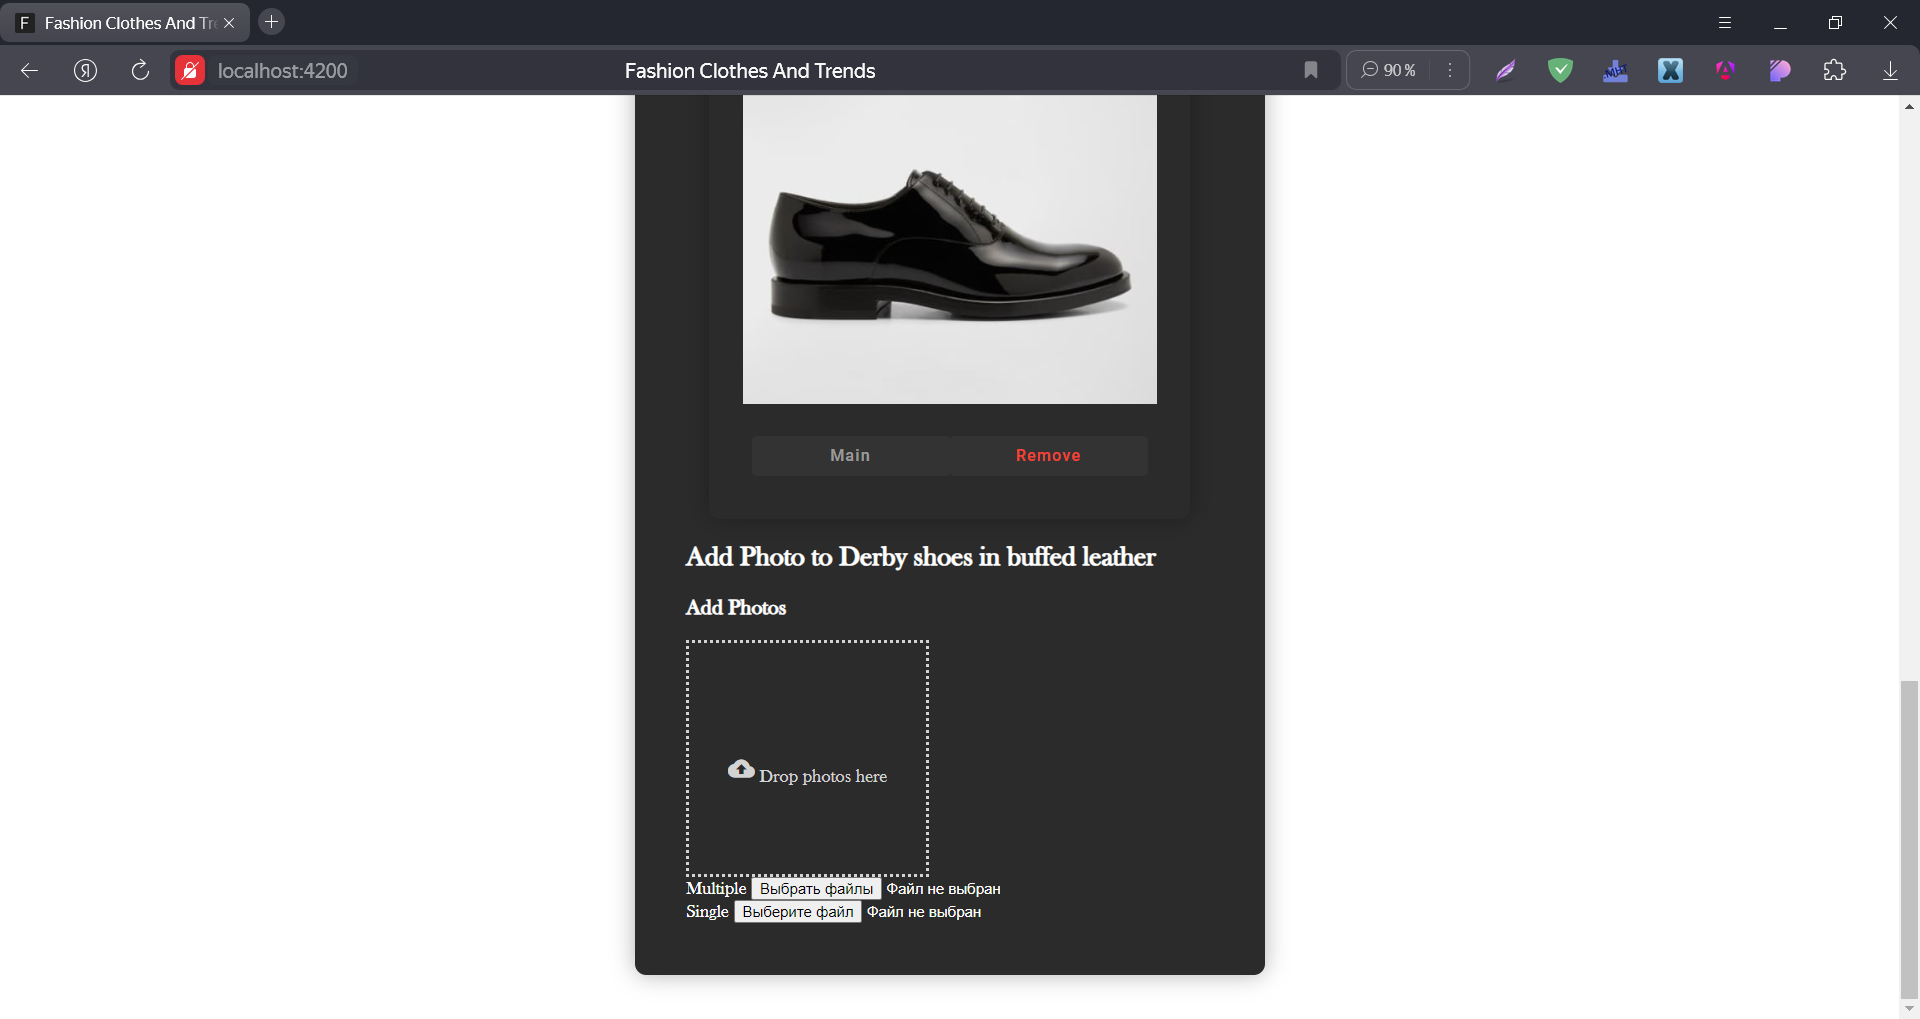 F Fashion Clothes And Tr
Я localhost:4200 Fashion Clothes And Trends 90 %
Main Remove
Add Photo to Derby shoes in buffed leather
Add Photos
Drop photos here
Multiple Выбрать файлы Файл не выбран
Single Выберите файл Файл не выбран